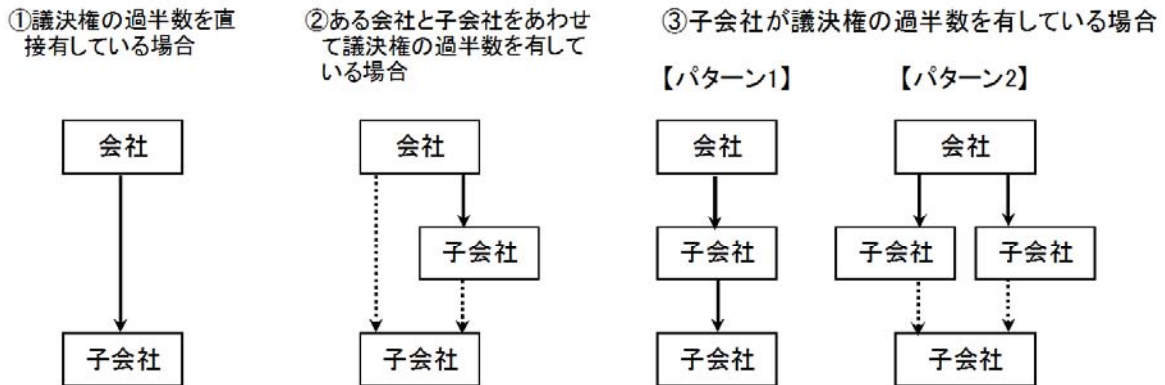 ①議決権の過半数を直
接有している場合
②ある会社と子会社をあわせ
て議決権の過半数を有して
いる場合
③子会社が議決権の過半数を有している場合
【パターン1】
【パターン2】
会社
子会社
会社
子会社
子会社
会社
子会社
子会社
会社
子会社
子会社
子会社